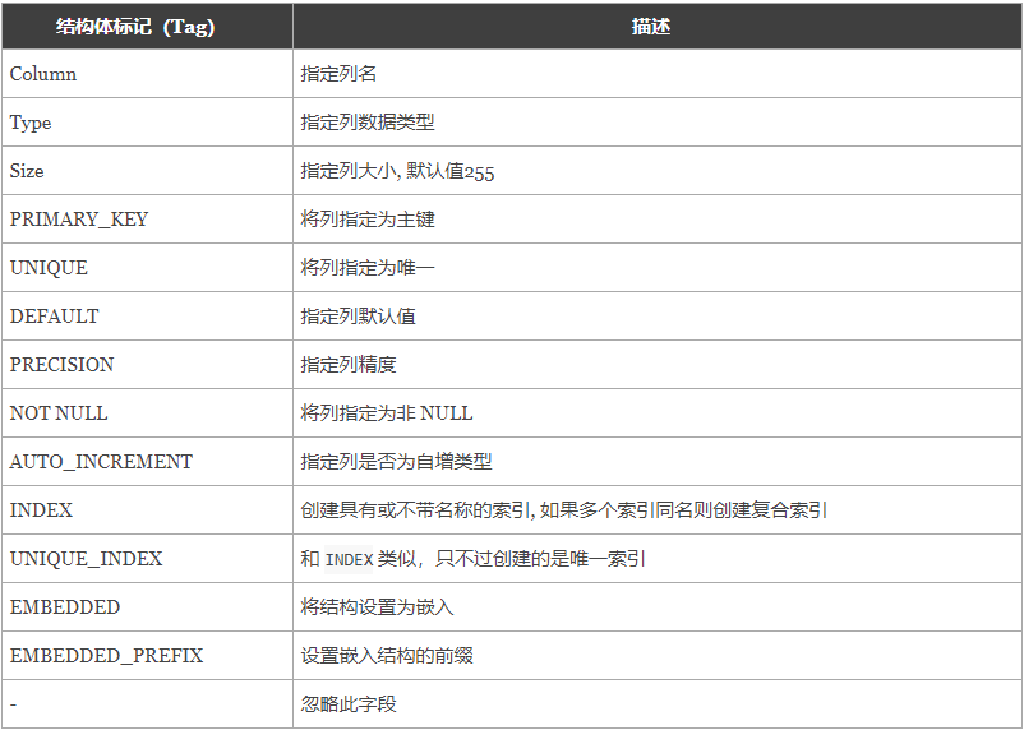 结构体标记（Tag) 描述
Column 指定列名
Type 指定列数据类型
Size 指定列大小, 默认值255
PRIMARY_KEY 将列指定为主键
UNIQUE 将列指定为唯一
DEFAULT 指定列默认值
PRECISION 指定列精度
NOT NULL 将列指定为非 NULL
AUTO_INCREMENT 指定列是否为自增类型
INDEX 创建具有或不带名称的索引, 如果多个索引同名则创建复合索引
UNIQUE_INDEX 和 INDEX 类似，只不过创建的是唯一索引
EMBEDDED 将结构设置为嵌入
EMBEDDED_PREFIX 设置嵌入结构的前缀
- 忽略此字段